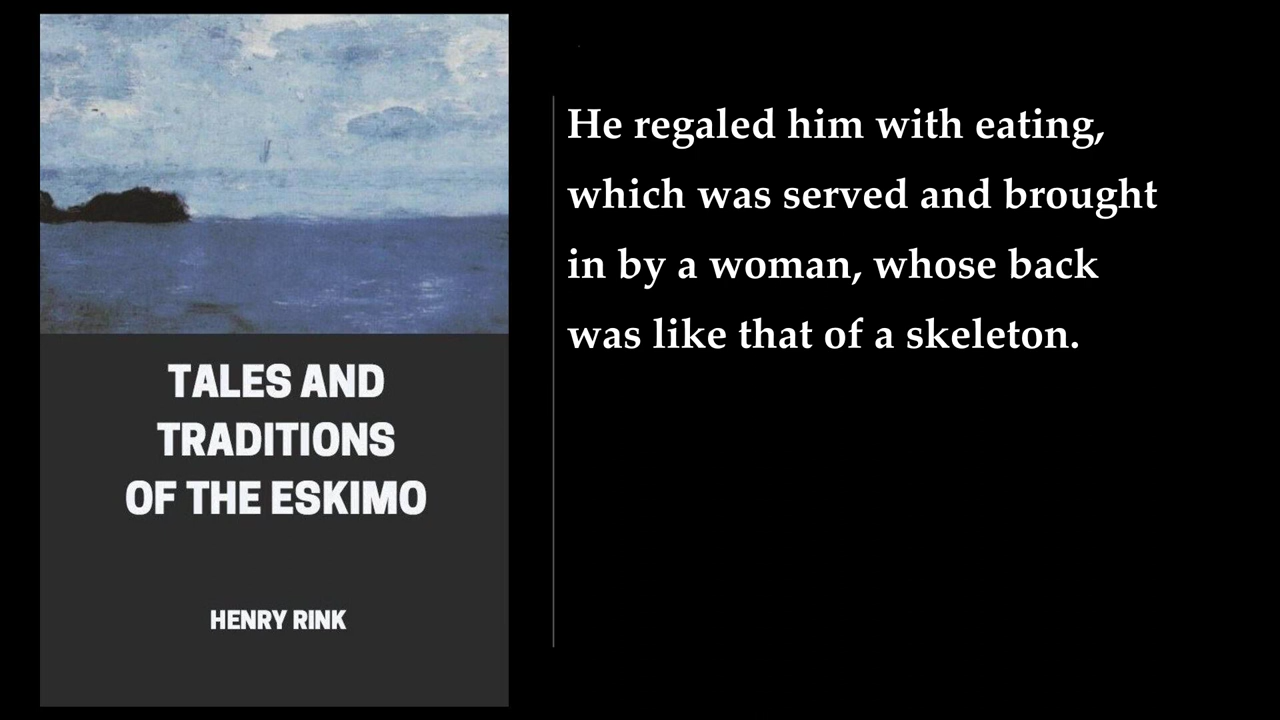 TALES AND
TRADITIONS
OF THE ESKIMO
HENRY RINK
He regaled him with eating,
which was served and brought
in by a woman, whose back
was like that of a skeleton.